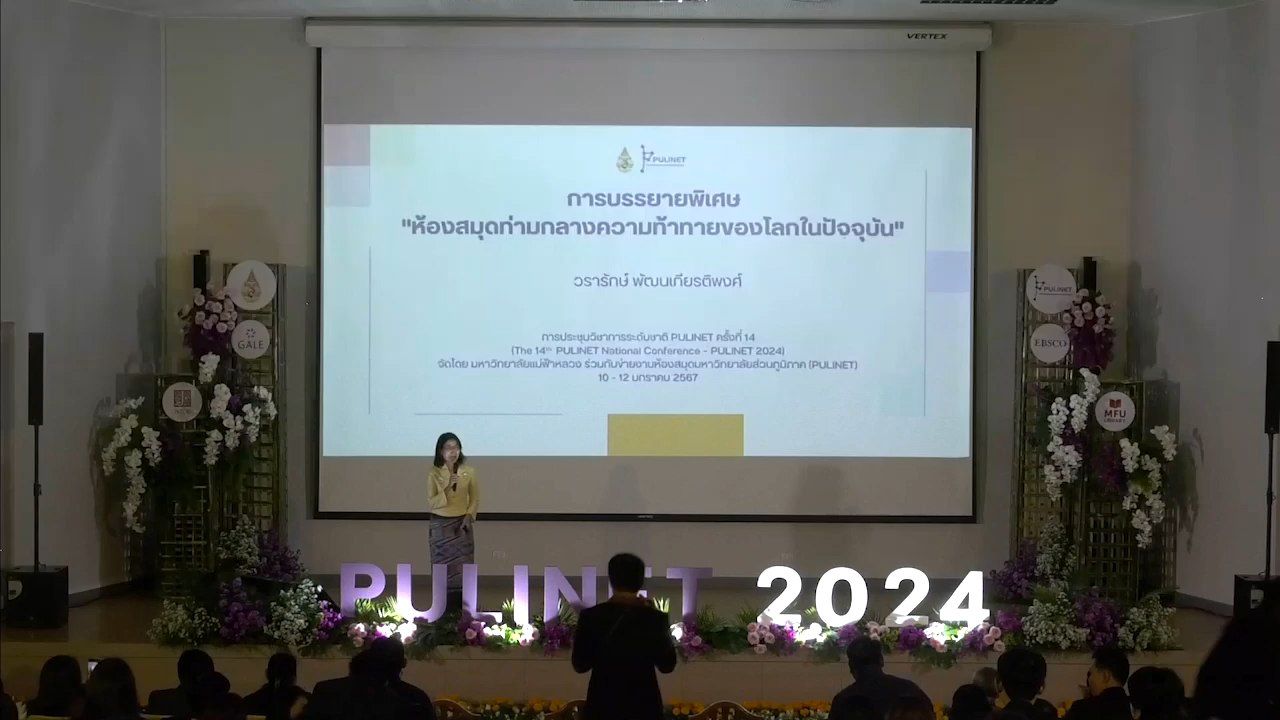 VERTEX
PULINET
การบรรยายพิเศษ
"ห้องสมุดท่ามกลางความท้าทายของโลกในปัจจุบัน"
วรารักษ์ พัฒนเกียรติพงศ์
การประชุมวิชาการระดับชาติ PULINET ครั้งที่ 14
(The 14th PULINET National Conference - PULINET 2024)
จัดโดย มหาวิทยาลัยแม่ฟ้าหลวง ร่วมกับข่ายงานห้องสมุดมหาวิทยาลัยส่วนภูมิภาค (PULINET)
10 - 12 มกราคม 2567
GALE
PULINET
EBSCO
MFU
PULINET 2024